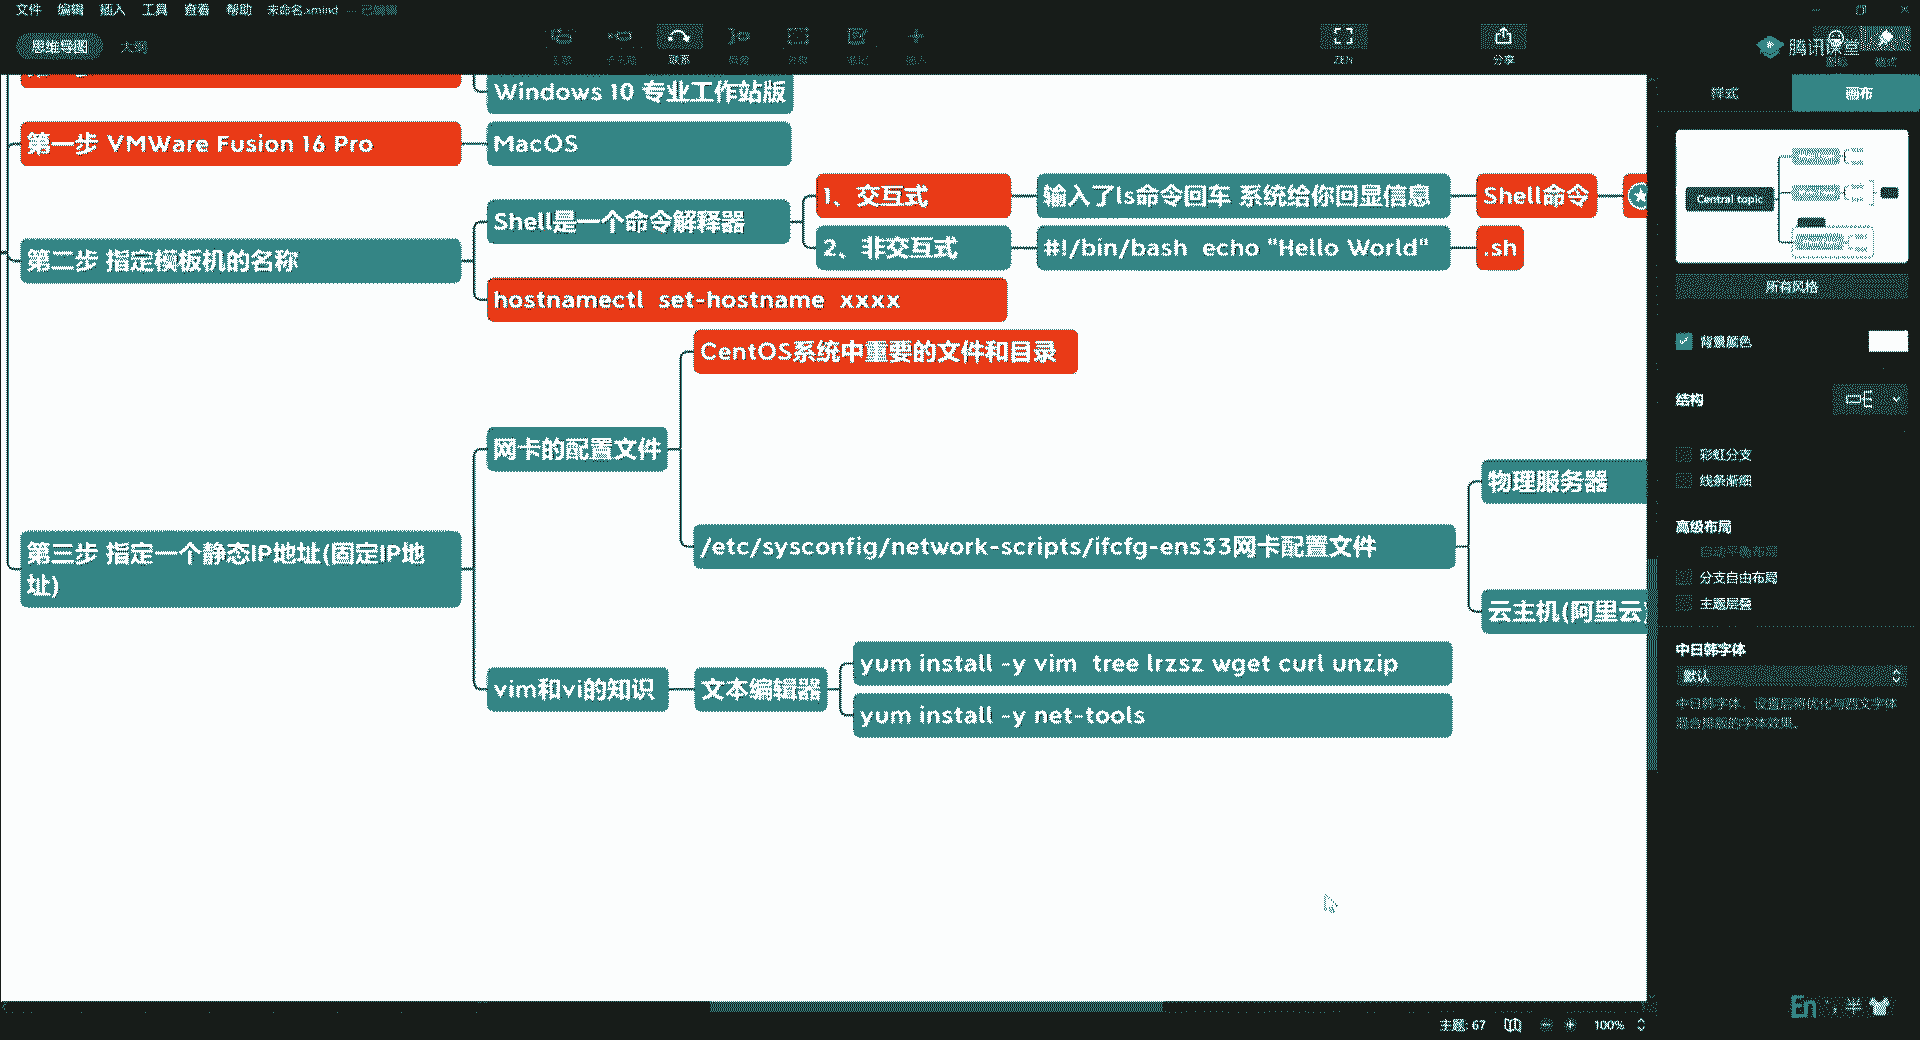 文件 编辑 插入 工具 查看 帮助 未命名.xmind — 已编辑
思维导图 大纲
联系 ZEN 分享 腾讯课堂
Windows 10 专业工作站版
第一步 VMWare Fusion 16 Pro
MacOS
第二步 指定模板机的名称
Shell是一个命令解释器
1、交互式
输入了ls命令回车 系统给你回显信息
Shell命令
2、非交互式
#!/bin/bash echo "Hello World"
.sh
hostnamectl set-hostname xxxx
第三步 指定一个静态IP地址(固定IP地
址)
网卡的配置文件
CentOS系统中重要的文件和目录
/etc/sysconfig/network-scripts/ifcfg-ens33网卡配置文件
物理服务器
云主机(阿里云
vim和vi的知识
文本编辑器
yum install -y vim tree lrzsz wget curl unzip
yum install -y net-tools
样式 画布
Central topic
所有风格
背景颜色
结构
彩虹分支
线条渐细
高级布局
自动平衡布局
分支自由布局
主题层叠
中日韩字体
默认
中日韩字体，设置后将优化与西文字体
混合排版的字体效果。
En 半
主题: 67 100%